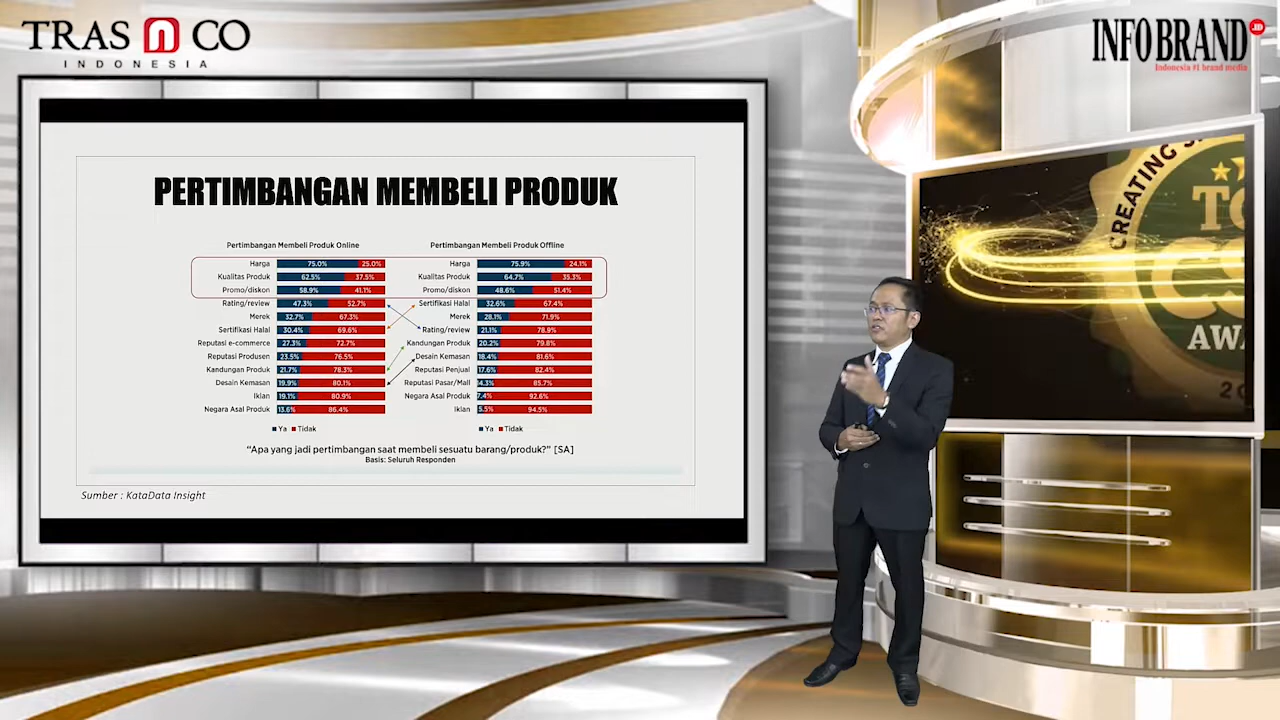 TRAS N CO
INDONESIA
INFOBRAND.ID
Indonesia #1 brand media
PERTIMBANGAN MEMBELI PRODUK
Pertimbangan Membeli Produk Online
Harga 75.0% 25.0%
Kualitas Produk 62.5% 37.5%
Promo/diskon 58.9% 41.1%
Rating/review 47.3% 52.7%
Merek 32.7% 67.3%
Sertifikasi Halal 30.4% 69.6%
Reputasi e-commerce 27.3% 72.7%
Reputasi Produsen 23.5% 76.5%
Kandungan Produk 21.7% 78.3%
Desain Kemasan 19.9% 80.1%
Iklan 19.1% 80.9%
Negara Asal Produk 13.6% 86.4%
Ya Tidak
Pertimbangan Membeli Produk Offline
Harga 75.9% 24.1%
Kualitas Produk 64.7% 35.3%
Promo/diskon 48.6% 51.4%
Sertifikasi Halal 32.6% 67.4%
Merek 28.1% 71.9%
Rating/review 21.1% 78.9%
Kandungan Produk 20.2% 79.8%
Desain Kemasan 18.4% 81.6%
Reputasi Penjual 17.6% 82.4%
Reputasi Pasar/Mall 14.3% 85.7%
Negara Asal Produk 7.4% 92.6%
Iklan 5.5% 94.5%
Ya Tidak
“Apa yang jadi pertimbangan saat membeli sesuatu barang/produk?” [SA]
Basis: Seluruh Responden
Sumber : KataData Insight
CREATING